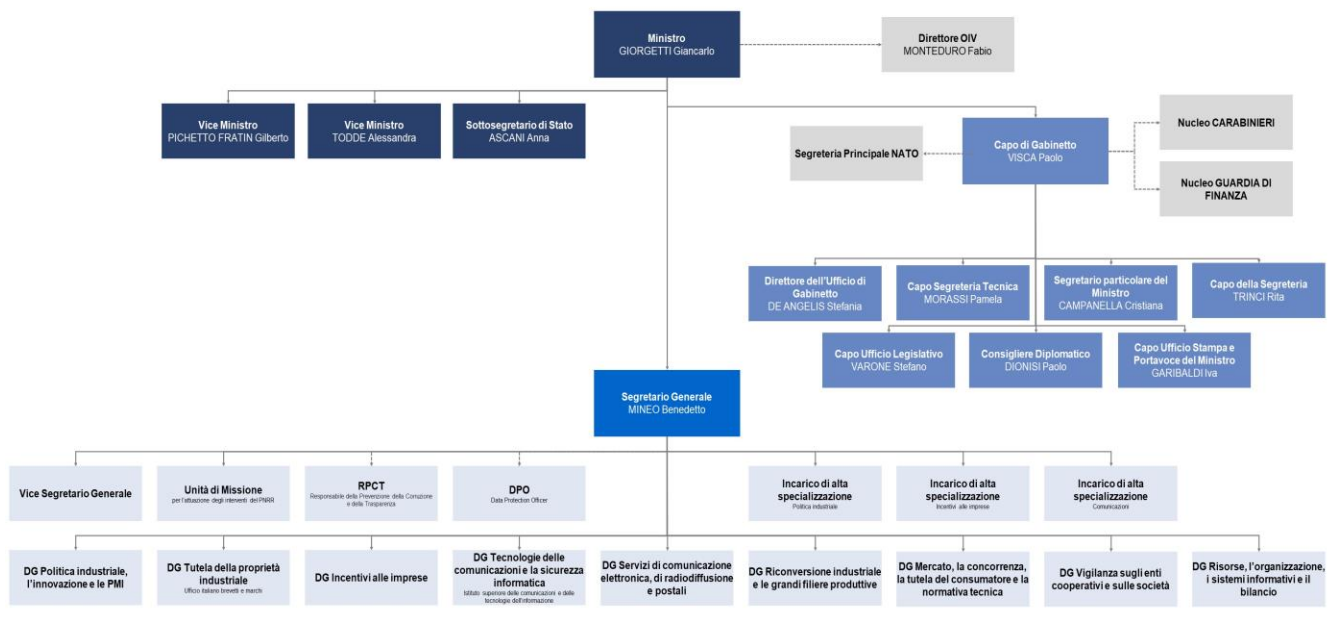 Ministro
GIORGETTI Giancarlo
Direttore OIV
MONTEDURO Fabio
Vice Ministro
PICHETTO FRATIN Gilberto
Vice Ministro
TODDE Alessandra
Sottosegretario di Stato
ASCANI Anna
Segreteria Principale NATO
Capo di Gabinetto
VISCA Paolo
Nucleo CARABINIERI
Nucleo GUARDIA DI
FINANZA
Direttore dell'Ufficio di
Gabinetto
DE ANGELIS Stefania
Capo Segreteria Tecnica
MORASSI Pamela
Segretario particolare del
Ministro
CAMPANELLA Cristiana
Capo della Segreteria
TRINCI Rita
Capo Ufficio Legislativo
VARONE Stefano
Consigliere Diplomatico
DIONISI Paolo
Capo Ufficio Stampa e
Portavoce del Ministro
GARIBALDI Iva
Segretario Generale
MINEO Benedetto
Vice Segretario Generale
Unità di Missione
per l'attuazione degli interventi del PNRR
RPCT
Responsabile della Prevenzione della Corruzione
e della Trasparenza
DPO
Data Protection Officer
Incarico di alta
specializzazione
Politica industriale
Incarico di alta
specializzazione
Incentivi alle imprese
Incarico di alta
specializzazione
Comunicazioni
DG Politica industriale,
l'innovazione e le PMI
DG Tutela della proprietà
industriale
Ufficio italiano brevetti e marchi
DG Incentivi alle imprese
DG Tecnologie delle
comunicazioni e la sicurezza
informatica
Istituto superiore delle comunicazioni e delle
tecnologie dell'informazione
DG Servizi di comunicazione
elettronica, di radiodiffusione
e postali
DG Riconversione industriale
e le grandi filiere produttive
DG Mercato, la concorrenza,
la tutela del consumatore e la
normativa tecnica
DG Vigilanza sugli enti
cooperativi e sulle società
DG Risorse, l'organizzazione,
i sistemi informativi e il
bilancio